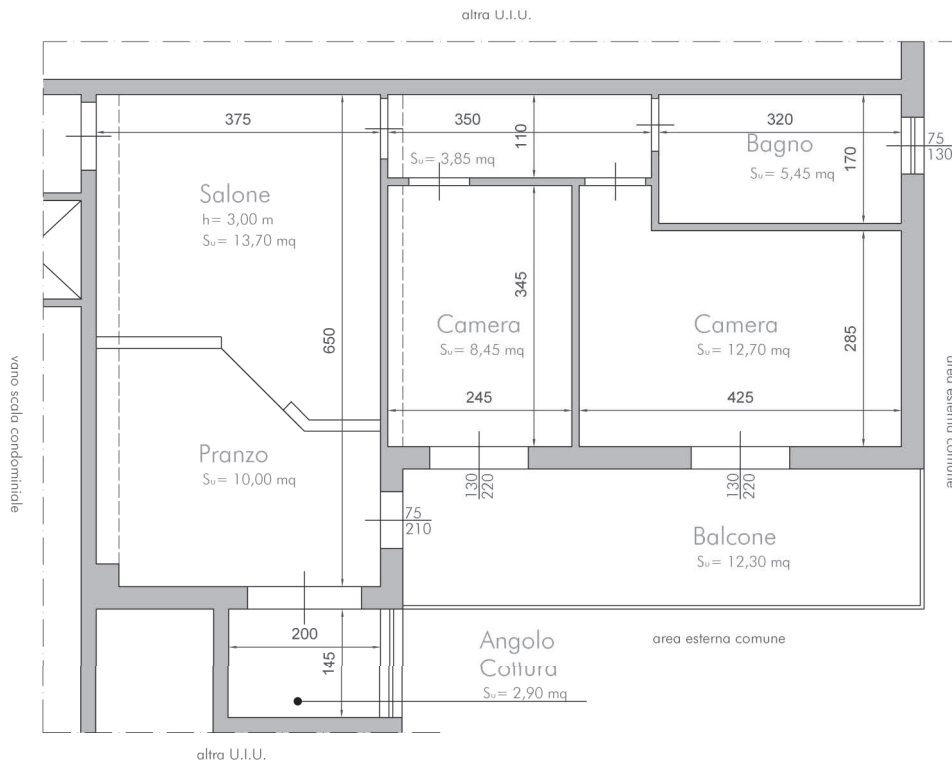 altra U.I.U.
375
350
110
320
Bagno
Sᵤ= 5,45 mq
170
75
130
Sᵤ= 3,85 mq
Salone
h= 3,00 m
Sᵤ= 13,70 mq
650
345
Camera
Sᵤ= 8,45 mq
245
Camera
Sᵤ= 12,70 mq
285
425
vano scala condominiale
area esterna comune
Pranzo
Sᵤ= 10,00 mq
130
220
130
220
75
210
Balcone
Sᵤ= 12,30 mq
200
145
Angolo
Cottura
Sᵤ= 2,90 mq
area esterna comune
altra U.I.U.